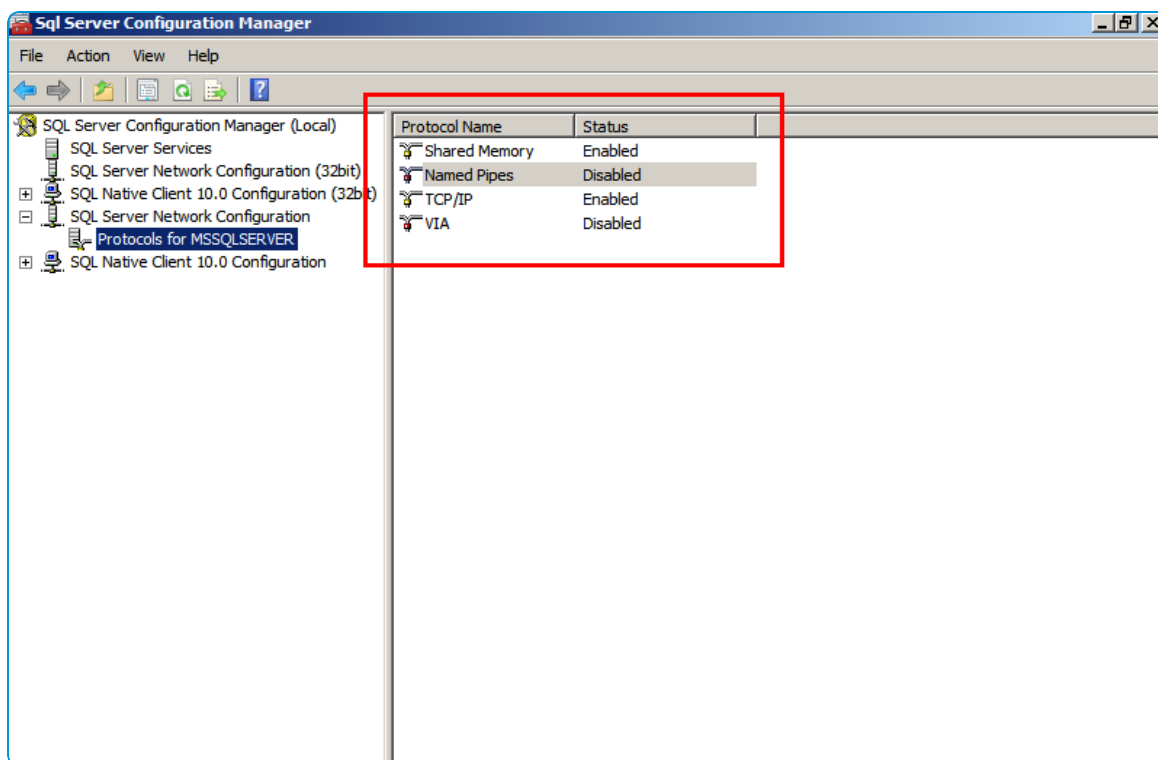 Sql Server Configuration Manager
File Action View Help
SQL Server Configuration Manager (Local)
SQL Server Services
SQL Server Network Configuration (32bit)
SQL Native Client 10.0 Configuration (32bit)
SQL Server Network Configuration
Protocols for MSSQLSERVER
SQL Native Client 10.0 Configuration
Protocol Name Status
Shared Memory Enabled
Named Pipes Disabled
TCP/IP Enabled
VIA Disabled